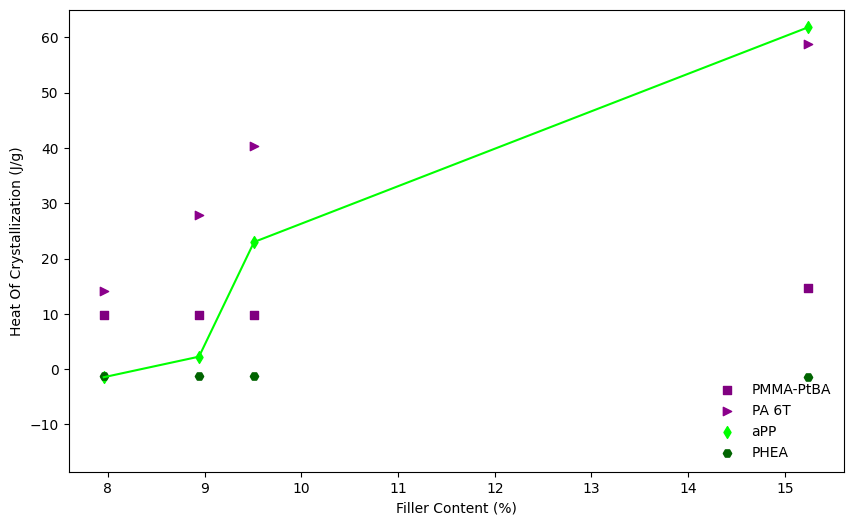 60
50
40
30
20
10
0
−10
8 9 10 11 12 13 14 15
Heat Of Crystallization (J/g)
Filler Content (%)
PMMA-PtBA
PA 6T
aPP
PHEA